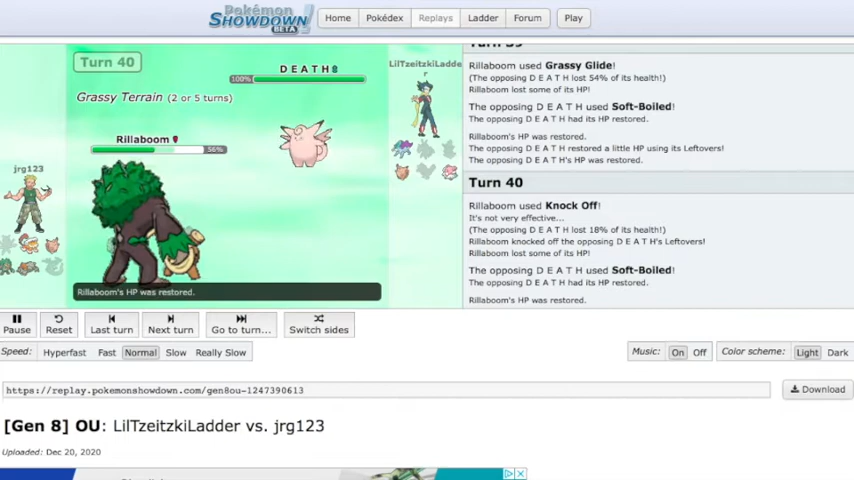 Pokémon
SHOWDOWN!
BETA
Home
Pokédex
Replays
Ladder
Forum
Play
Turn 40
Grassy Terrain (2 or 5 turns)
D E A T H
100%
Rillaboom
56%
jrg123
LilTzeitzkiLadde
r
Rillaboom's HP was restored.
Turn 39
Rillaboom used Grassy Glide!
(The opposing D E A T H lost 54% of its health!)
Rillaboom lost some of its HP!
The opposing D E A T H used Soft-Boiled!
The opposing D E A T H had its HP restored.
Rillaboom's HP was restored.
The opposing D E A T H restored a little HP using its Leftovers!
The opposing D E A T H's HP was restored.
Turn 40
Rillaboom used Knock Off!
It's not very effective...
(The opposing D E A T H lost 18% of its health!)
Rillaboom knocked off the opposing D E A T H's Leftovers!
Rillaboom lost some of its HP!
The opposing D E A T H used Soft-Boiled!
The opposing D E A T H had its HP restored.
Rillaboom's HP was restored.
Pause
Reset
Last turn
Next turn
Go to turn...
Switch sides
Speed: Hyperfast Fast Normal Slow Really Slow
Music: On Off
Color scheme: Light Dark
https://replay.pokemonshowdown.com/gen8ou-1247390613
Download
[Gen 8] OU: LilTzeitzkiLadder vs. jrg123
Uploaded: Dec 20, 2020